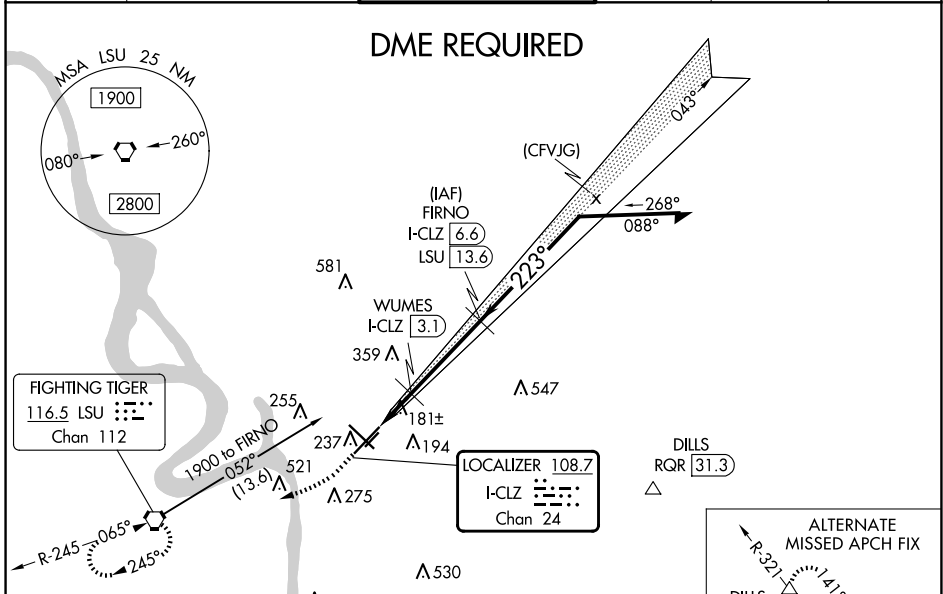 DME REQUIRED
MSA LSU 25 NM
1900
080°
260°
2800
043°
(CFVJG)
268°
088°
(IAF)
FIRNO
I-CLZ 6.6
LSU 13.6
223°
581
WUMES
I-CLZ 3.1
359
547
FIGHTING TIGER
116.5 LSU
Chan 112
255
181±
237
194
1900 to FIRNO
052°
(13.6)
521
275
LOCALIZER 108.7
I-CLZ
Chan 24
DILLS
RQR 31.3
R-245
065°
245°
530
ALTERNATE
MISSED APCH FIX
R-321
141°
DILLS